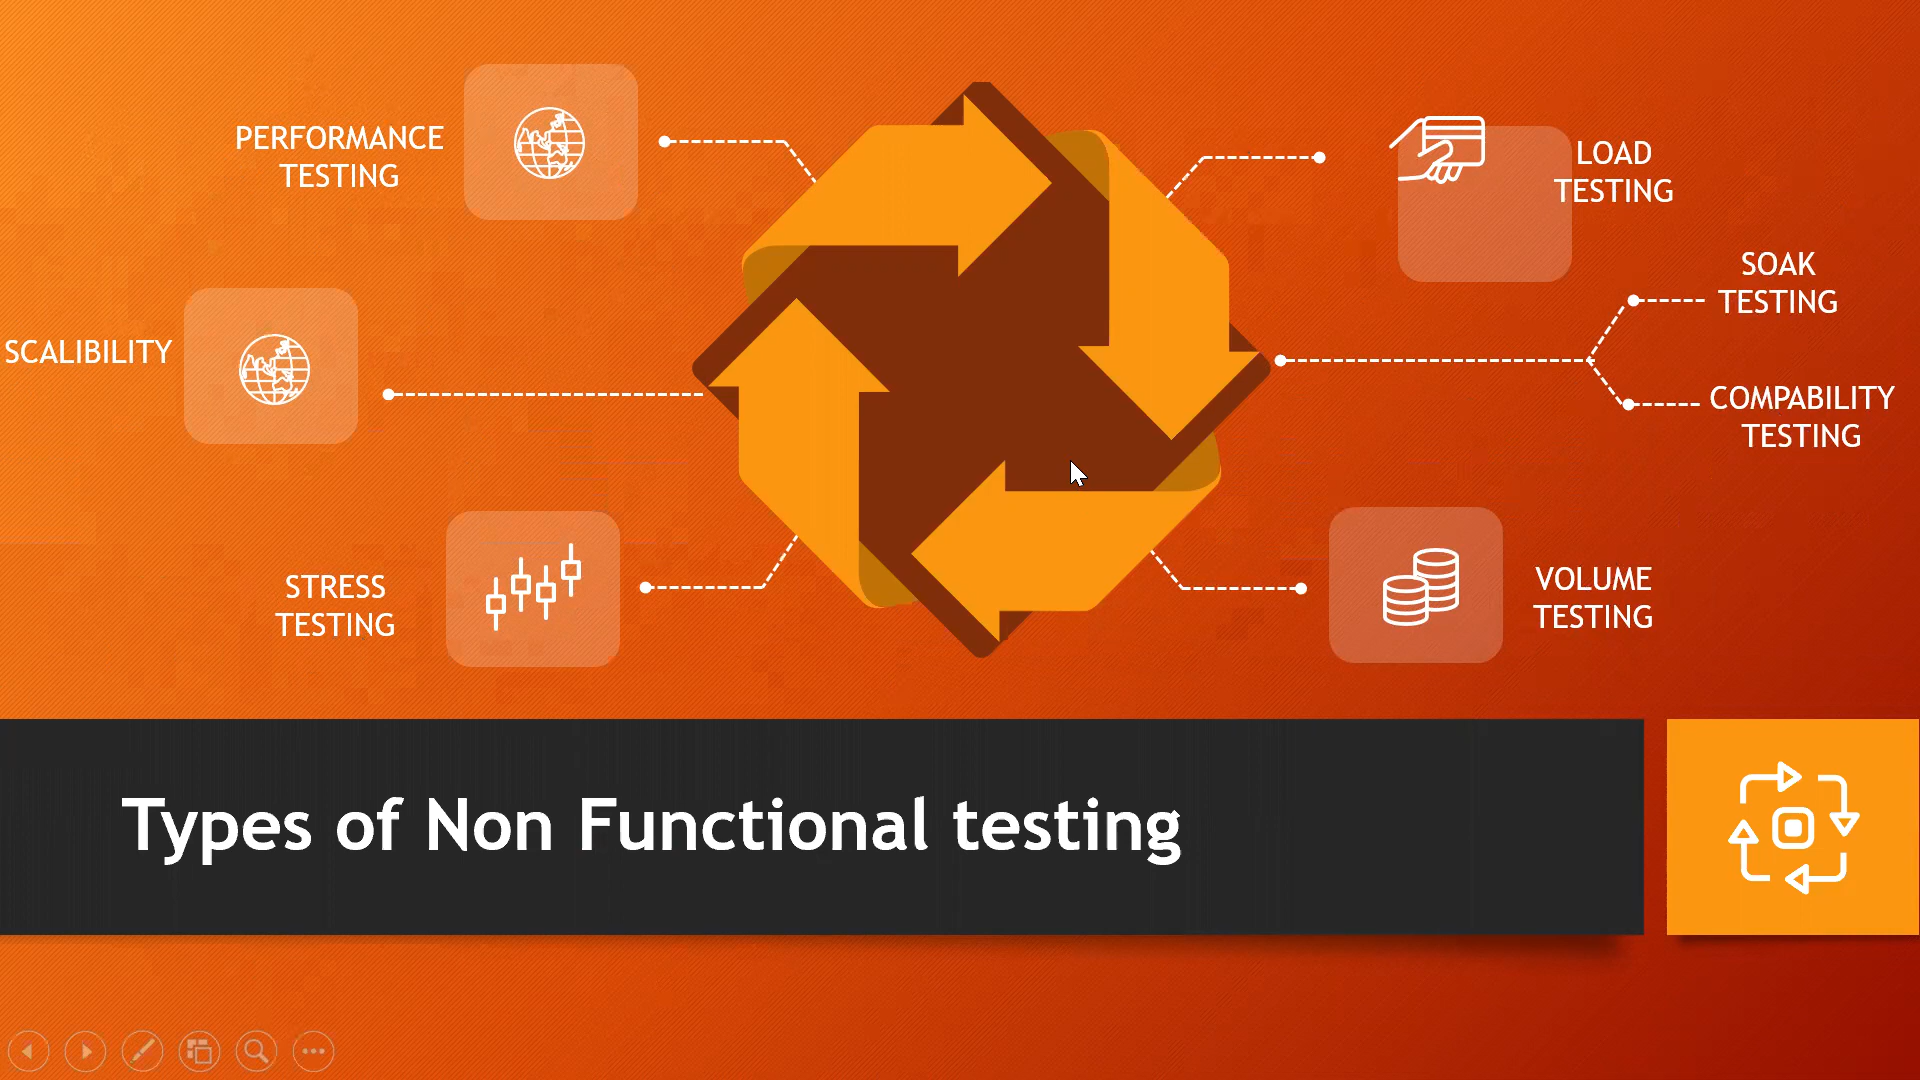 PERFORMANCE
TESTING
LOAD
TESTING
SOAK
TESTING
SCALIBILITY
COMPABILITY
TESTING
STRESS
TESTING
VOLUME
TESTING
Types of Non Functional testing